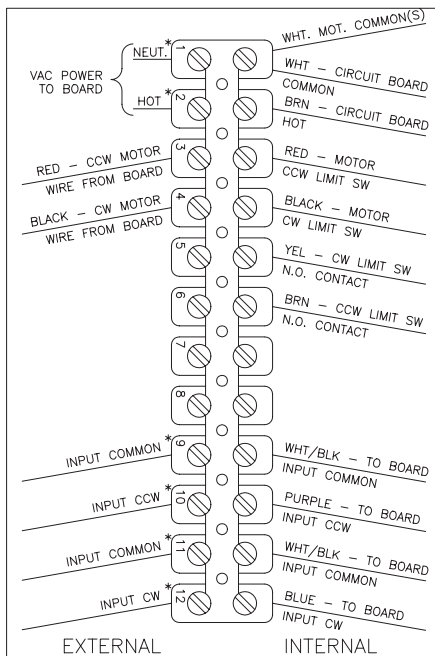 WHT. MOT. COMMON(S)
NEUT.* 1
WHT – CIRCUIT BOARD
COMMON
VAC POWER
TO BOARD
HOT* 2
BRN – CIRCUIT BOARD
HOT
RED – CCW MOTOR
WIRE FROM BOARD
3
RED – MOTOR
CCW LIMIT SW
BLACK – CW MOTOR
WIRE FROM BOARD
4
BLACK – MOTOR
CW LIMIT SW
5
YEL – CW LIMIT SW
N.O. CONTACT
6
BRN – CCW LIMIT SW
N.O. CONTACT
7
8
INPUT COMMON* 9
WHT/BLK – TO BOARD
INPUT COMMON
INPUT CCW* 10
PURPLE – TO BOARD
INPUT CCW
INPUT COMMON* 11
WHT/BLK – TO BOARD
INPUT COMMON
INPUT CW* 12
BLUE – TO BOARD
INPUT CW
EXTERNAL
INTERNAL